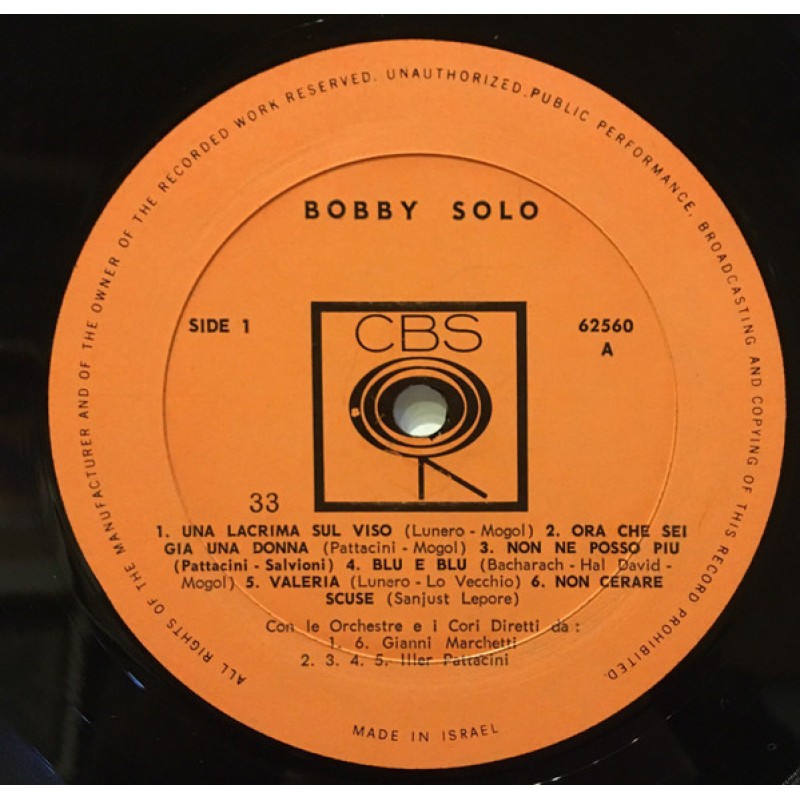 ALL RIGHTS OF THE MANUFACTURER AND OF THE OWNER OF THE RECORDED WORK RESERVED. UNAUTHORIZED. PUBLIC PERFORMANCE, BROADCASTING AND COPYING OF THIS RECORD PROHIBITED.
BOBBY SOLO
SIDE 1
62560
A
CBS
33
1. UNA LACRIMA SUL VISO (Lunero - Mogol) 2. ORA CHE SEI
GIA UNA DONNA (Pattacini - Mogol) 3. NON NE POSSO PIU
(Pattacini - Salvioni) 4. BLU E BLU (Bacharach - Hal David -
Mogol) 5. VALERIA (Lunero - Lo Vecchio) 6. NON CERARE
SCUSE (Sanjust Lepore)
Con le Orchestre e i Cori Diretti da :
1. 6. Gianni Marchetti
2. 3. 4. 5. Iller Pattacini
MADE IN ISRAEL